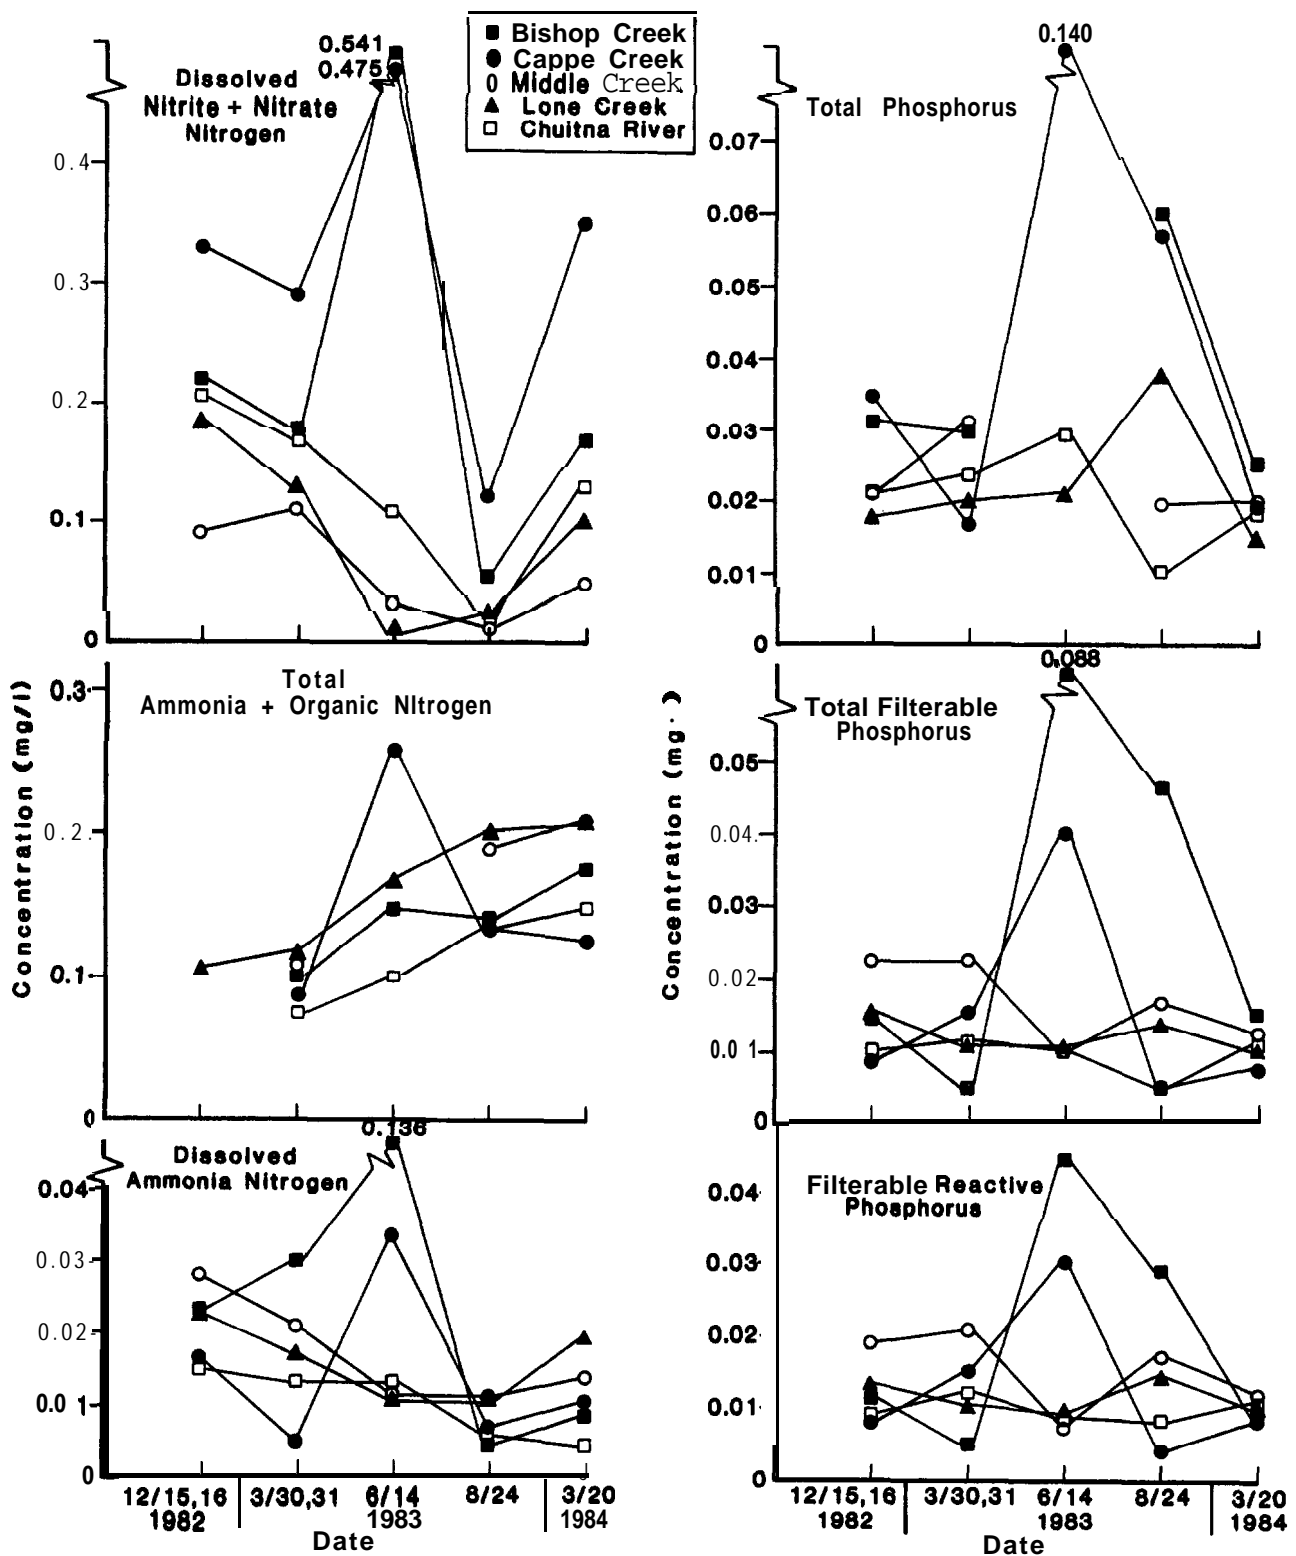 0.541
0.475
Dissolved
Nitrite + Nitrate
Nitrogen
0.4
0.3
0.2
0.1
0
Bishop Creek
Cappe Creek
Middle Creek
Lone Creek
Chuitna River
0.140
Total Phosphorus
0.07
0.06
0.05
0.04
0.03
0.02
0.01
0
Total
Ammonia + Organic NItrogen
0.3
0.2
0.1
0
Concentration (mg/l)
0.088
Total Filterable
Phosphorus
0.05
0.04
0.03
0.02
0.01
0
Concentration (mg·)
0.136
Dissolved
Ammonia Nitrogen
0.04
0.03
0.02
0.01
0
12/15,16 3/30,31 6/14 8/24 3/20
1982 1983 1984
Date
Filterable Reactive
Phosphorus
0.04
0.03
0.02
0.01
0
12/15,16 3/30,31 6/14 8/24 3/20
1982 1983 1984
Date